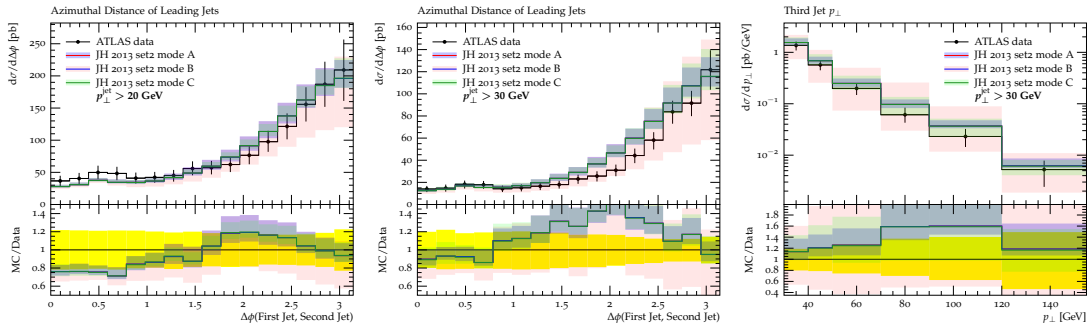 Azimuthal Distance of Leading Jets
dσ/dΔϕ [pb]
ATLAS data
JH 2013 set2 mode A
JH 2013 set2 mode B
JH 2013 set2 mode C
p⊥^jet > 20 GeV
250
200
150
100
50
0
MC/Data
1.4
1.2
1
0.8
0.6
0 0.5 1 1.5 2 2.5 3
Δϕ(First Jet, Second Jet)
Azimuthal Distance of Leading Jets
dσ/dΔϕ [pb]
ATLAS data
JH 2013 set2 mode A
JH 2013 set2 mode B
JH 2013 set2 mode C
p⊥^jet > 30 GeV
160
140
120
100
80
60
40
20
0
MC/Data
1.4
1.2
1
0.8
0.6
0 0.5 1 1.5 2 2.5 3
Δϕ(First Jet, Second Jet)
Third Jet p⊥
dσ/dp⊥ [pb/GeV]
ATLAS data
JH 2013 set2 mode A
JH 2013 set2 mode B
JH 2013 set2 mode C
p⊥^jet > 30 GeV
1
10^−1
10^−2
MC/Data
1.8
1.6
1.4
1.2
1
0.8
0.6
0.4
40 60 80 100 120 140
p⊥ [GeV]